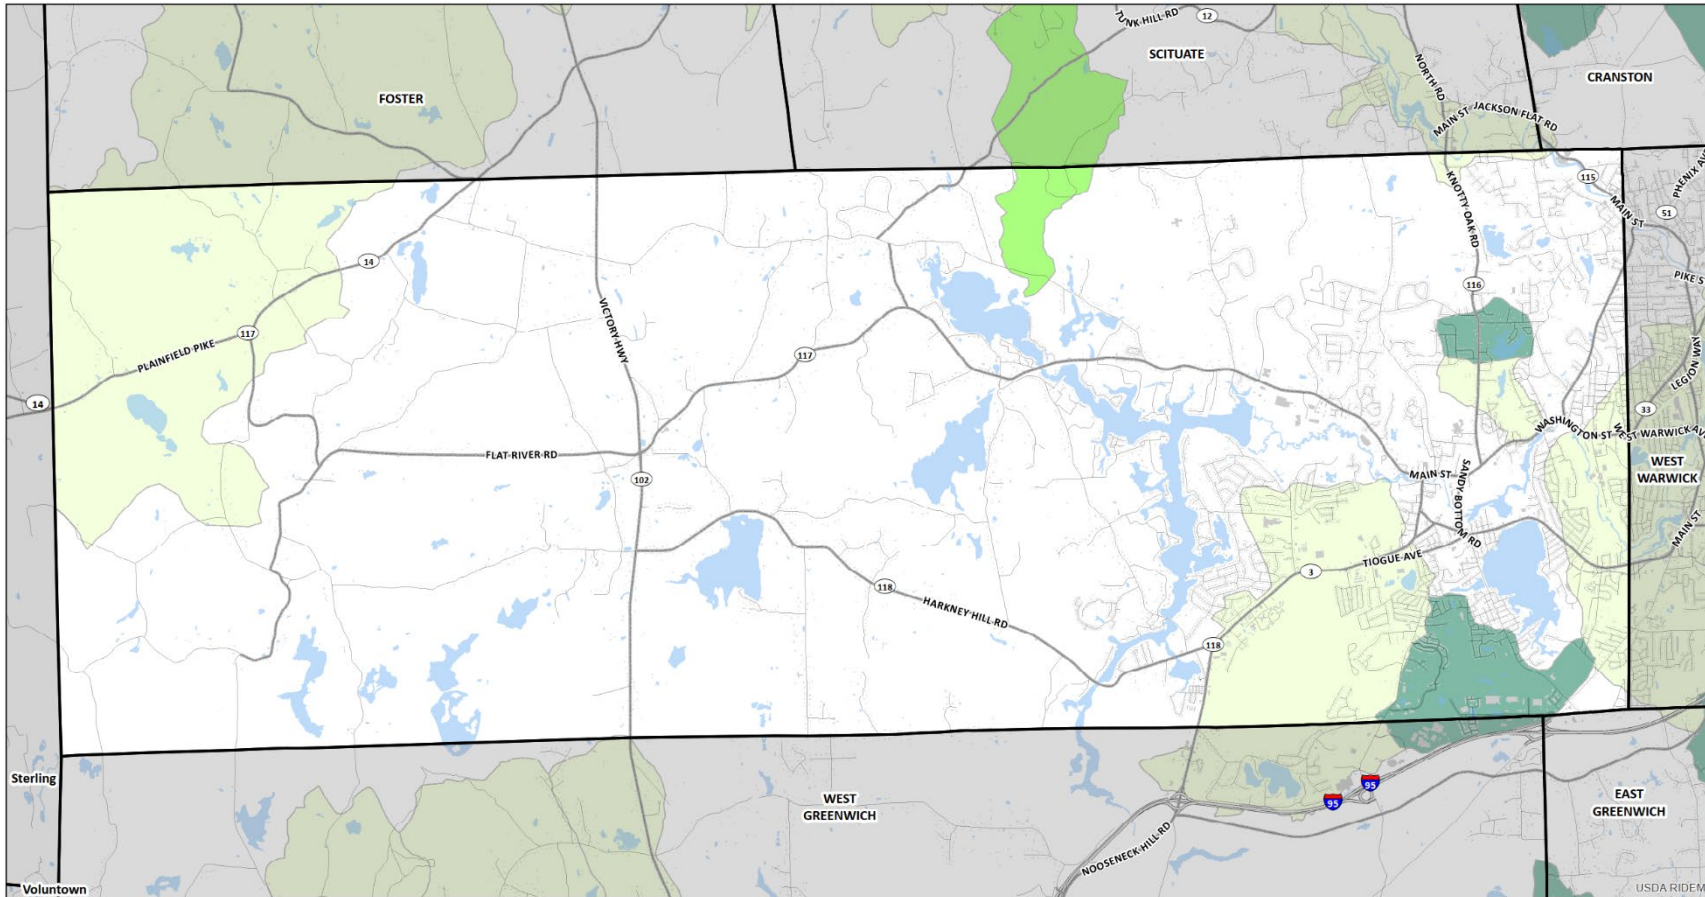 TUNK HILL RD
12
SCITUATE
CRANSTON
FOSTER
NORTH RD
MAIN ST
JACKSON FLAT RD
115
PHENIX AV
KNOTTY OAK RD
MAIN ST
51
14
PIKE S
116
VICTORY HWY
117
PLAINFIELD PIKE
117
LEGION WAY
14
33
WASHINGTON ST
WEST WARWICK AV
FLAT RIVER RD
102
MAIN ST
SANDY BOTTOM RD
WEST
WARWICK
MAIN ST
TIOGUE AVE
3
118
HARKNEY HILL RD
118
Sterling
WEST
GREENWICH
95
95
EAST
GREENWICH
NOOSENECK HILL RD
Voluntown
USDA RIDEM